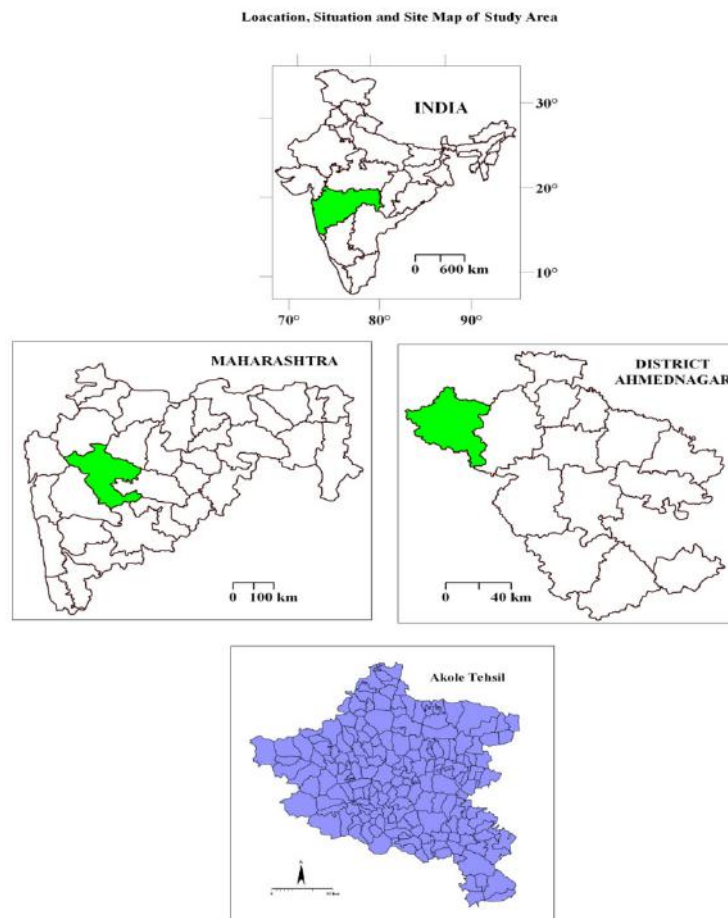 Loacation, Situation and Site Map of Study Area
INDIA
30°
20°
10°
0 600 km
70° 80° 90°
MAHARASHTRA
0 100 km
DISTRICT
AHMEDNAGAR
0 40 km
Akole Tehsil